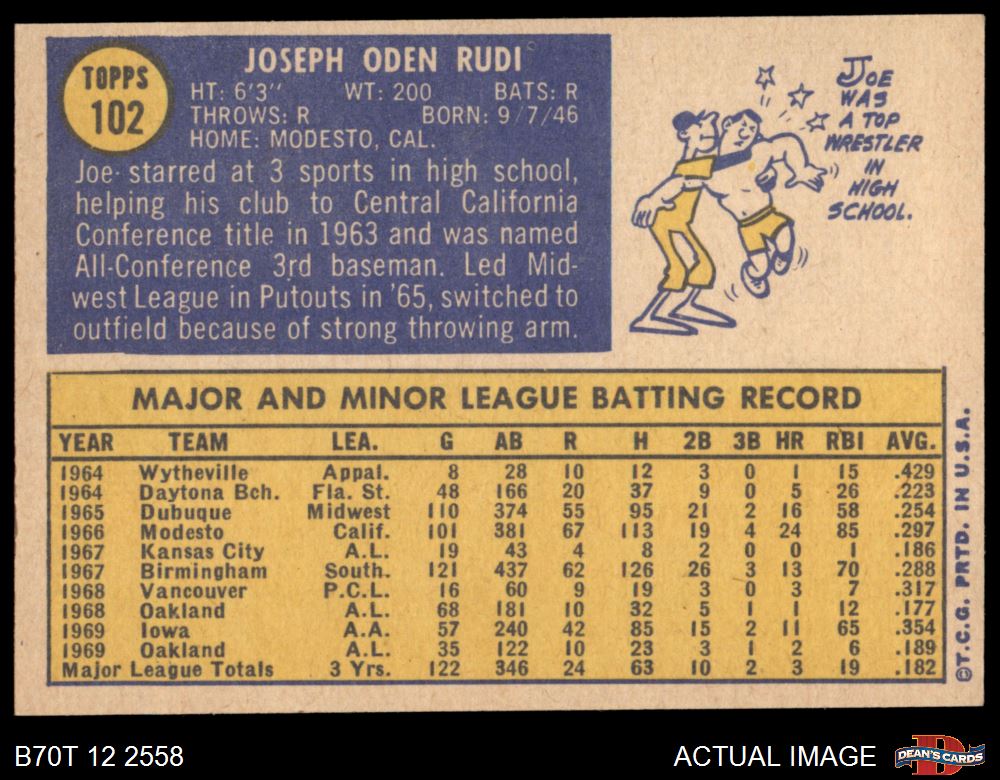 TOPPS
102
JOSEPH ODEN RUDI
HT: 6'3" WT: 200 BATS: R
THROWS: R BORN: 9/7/46
HOME: MODESTO, CAL.
Joe starred at 3 sports in high school,
helping his club to Central California
Conference title in 1963 and was named
All-Conference 3rd baseman. Led Mid-
west League in Putouts in '65, switched to
outfield because of strong throwing arm.
JOE
WAS
A TOP
WRESTLER
IN
HIGH
SCHOOL.
MAJOR AND MINOR LEAGUE BATTING RECORD
YEAR TEAM LEA. G AB R H 2B 3B HR RBI AVG.
1964 Wytheville Appal. 8 28 10 12 3 0 1 15 .429
1964 Daytona Bch. Fla. St. 48 166 20 37 9 0 5 26 .223
1965 Dubuque Midwest 110 374 55 95 21 2 16 58 .254
1966 Modesto Calif. 101 381 67 113 19 4 24 85 .297
1967 Kansas City A.L. 19 43 4 8 2 0 0 1 .186
1967 Birmingham South. 121 437 62 126 26 3 13 70 .288
1968 Vancouver P.C.L. 16 60 9 19 3 0 3 7 .317
1968 Oakland A.L. 68 181 10 32 5 1 1 12 .177
1969 Iowa A.A. 57 240 42 85 15 2 11 65 .354
1969 Oakland A.L. 35 122 10 23 3 1 2 6 .189
Major League Totals 3 Yrs. 122 346 24 63 10 2 3 19 .182
©T.C.G. PRTD. IN U.S.A.
B70T 12 2558
ACTUAL IMAGE
DEAN'S CARDS